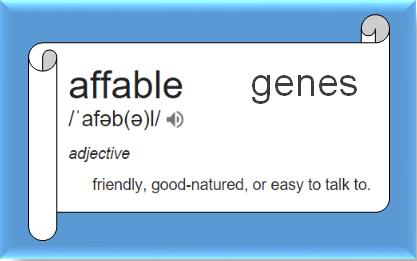 affable genes
/ˈafəb(ə)l/
adjective
friendly, good-natured, or easy to talk to.